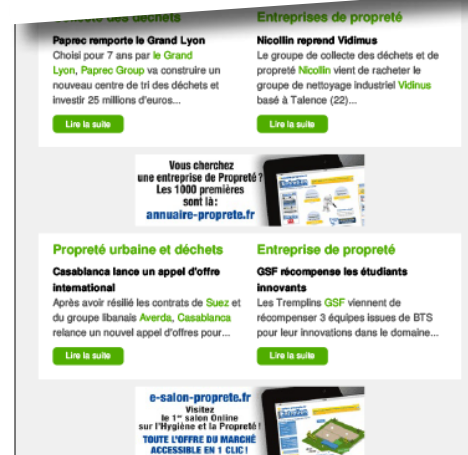 Collecte des déchets
Paprec remporte le Grand Lyon
Choisi pour 7 ans par le Grand
Lyon, Paprec Group va construire un
nouveau centre de tri des déchets et
investir 25 millions d'euros...
Lire la suite
Entreprises de propreté
Nicollin reprend Vidimus
Le groupe de collecte des déchets et de
propreté Nicollin vient de racheter le
groupe de nettoyage industriel Vidinus
basé à Talence (22)...
Lire la suite
Vous cherchez
une entreprise de Propreté ?
Les 1000 premières
sont là :
annuaire-proprete.fr
Propreté urbaine et déchets
Casablanca lance un appel d'offre
international
Après avoir résilié les contrats de Suez et
du groupe libanais Averda, Casablanca
relance un nouvel appel d'offres pour...
Lire la suite
Entreprise de propreté
GSF récompense les étudiants
innovants
Les Tremplins GSF viennent de
récompenser 3 équipes issues de BTS
pour leur innovations dans le domaine...
Lire la suite
e-salon-proprete.fr
Visitez
le 1er salon Online
sur l'Hygiène et la Propreté !
TOUTE L'OFFRE DU MARCHÉ
ACCESSIBLE EN 1 CLIC !